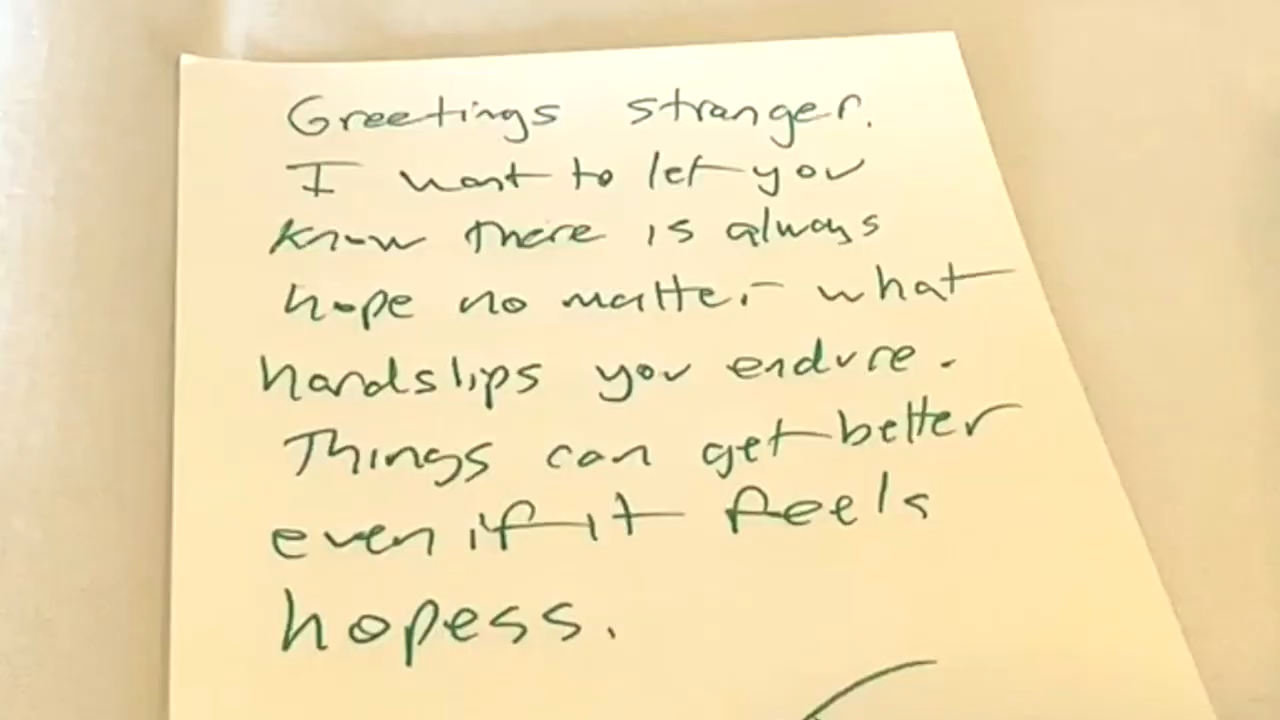 Greetings stranger.
I want to let you
know there is always
hope no matter what
hardslips you endure.
Things can get better
even if it feels
hopess.